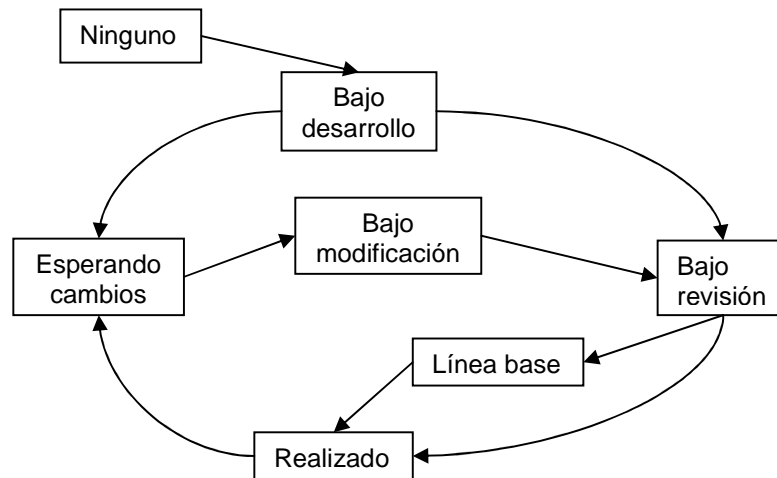 Ninguno
Bajo
desarrollo
Bajo
modificación
Esperando
cambios
Bajo
revisión
Línea base
Realizado